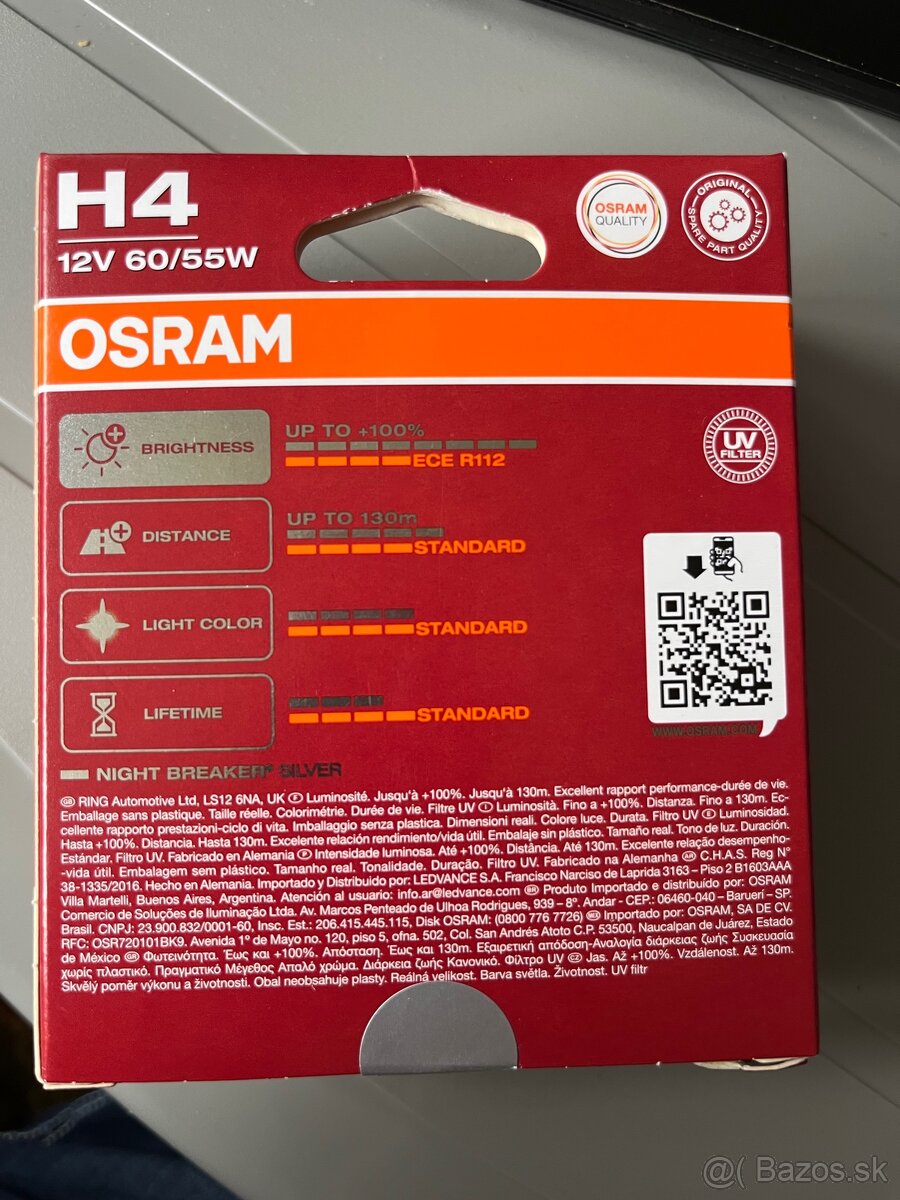 H4
12V 60/55W
OSRAM
QUALITY
ORIGINAL
SPARE PART QUALITY
OSRAM
BRIGHTNESS
UP TO +100%
ECE R112
UV
FILTER
DISTANCE
UP TO 130m
STANDARD
LIGHT COLOR
STANDARD
LIFETIME
STANDARD
WWW.OSRAM.COM
NIGHT BREAKER® SILVER
GB RING Automotive Ltd, LS12 6NA, UK F Luminosité. Jusqu'à +100%. Jusqu'à 130m. Excellent rapport performance-durée de vie.
Emballage sans plastique. Taille réelle. Colorimétrie. Durée de vie. Filtre UV I Luminosità. Fino a +100%. Distanza. Fino a 130m. Ec-
cellente rapporto prestazioni-ciclo di vita. Imballaggio senza plastica. Dimensioni reali. Colore luce. Durata. Filtro UV E Luminosidad.
Hasta +100%. Distancia. Hasta 130m. Excelente relación rendimiento/vida útil. Embalaje sin plástico. Tamaño real. Tono de luz. Duración.
Estándar. Filtro UV. Fabricado en Alemania P Intensidade luminosa. Até +100%. Distância. Até 130m. Excelente relação desempenho-
-vida útil. Embalagem sem plástico. Tamanho real. Tonalidade. Duração. Filtro UV. Fabricado na Alemanha AR C.H.A.S. Reg N°
38-1335/2016. Hecho en Alemania. Importado y Distribuido por: LEDVANCE S.A. Francisco Narciso de Laprida 3163 – Piso 2 B1603AAA
Villa Martelli, Buenos Aires, Argentina. Atención al usuario: info.ar@ledvance.com BR Produto Importado e distribuído por: OSRAM
Comercio de Soluções de Iluminação Ltda. Av. Marcos Penteado de Ulhoa Rodrigues, 939 – 8°. Andar - CEP.: 06460-040 – Barueri – SP.
Brasil. CNPJ: 23.900.832/0001-60, Insc. Est.: 206.415.445.115, Disk OSRAM: (0800 776 7726) MEX Importado por: OSRAM, SA DE CV.
RFC: OSR720101BK9. Avenida 1° de Mayo no. 120, piso 5, ofna. 502, Col. San Andrés Atoto C.P. 53500, Naucalpan de Juárez, Estado
de México GR Φωτεινότητα. Έως και +100%. Απόσταση. Έως και 130m. Εξαιρετική απόδοση-Αναλογία διάρκειας ζωής Συσκευασία
χωρίς πλαστικό. Πραγματικό Μέγεθος Απαλό χρώμα. Διάρκεια ζωής Κανονικό. Φίλτρο UV CZ Jas. Až +100%. Vzdálenost. Až 130m.
Skvělý poměr výkonu a životnosti. Obal neobsahuje plasty. Reálná velikost. Barva světla. Životnost. UV filtr
@( Bazos.sk